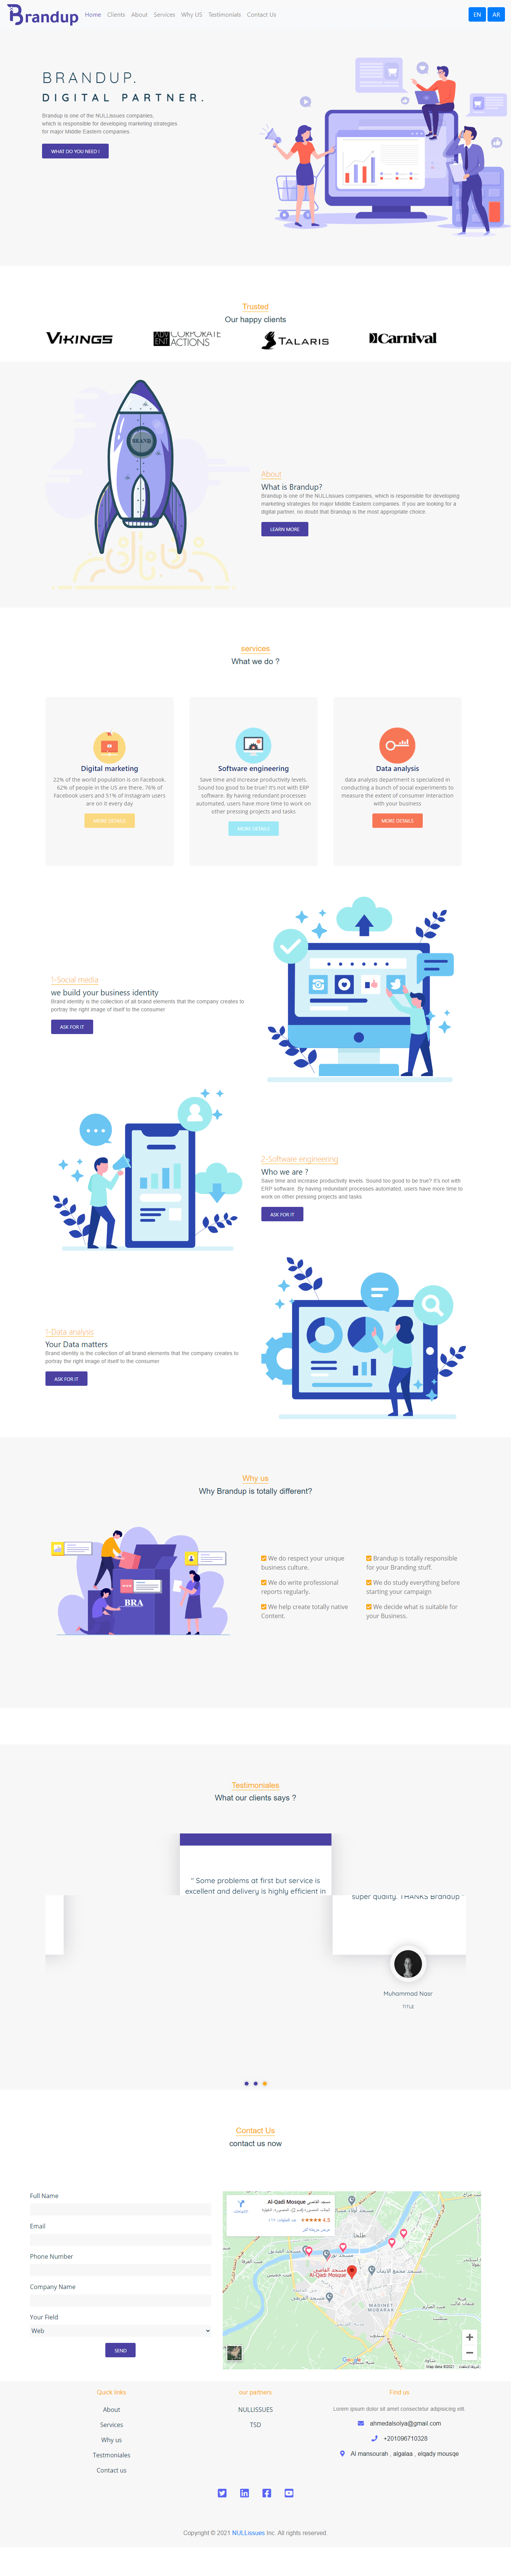 Brandup Home Clients About Services Why US Testimonials Contact Us EN AR
BRANDUP.
DIGITAL PARTNER.
Brandup is one of the NULLissues companies,
which is responsible for developing marketing strategies
for major Middle Eastern companies.
WHAT DO YOU NEED !
Trusted
Our happy clients
VIKINGS
ADV ENT CORPORATE ACTIONS
TALARIS
Carnival
BRAND
About
What is Brandup?
Brandup is one of the NULLissues companies, which is responsible for developing
marketing strategies for major Middle Eastern companies. If you are looking for a
digital partner, no doubt that Brandup is the most appropriate choice.
LEARN MORE
services
What we do ?
Digital marketing
22% of the world population is on Facebook.
62% of people in the US are there. 76% of
Facebook users and 51% of Instagram users
are on it every day
MORE DETAILS
Software engineering
Save time and increase productivity levels.
Sound too good to be true? It's not with ERP
software. By having redundant processes
automated, users have more time to work on
other pressing projects and tasks
MORE DETAILS
Data analysis
data analysis department is specialized in
conducting a bunch of social experiments to
measure the extent of consumer interaction
with your business
MORE DETAILS
1-Social media
we build your business identity
Brand identity is the collection of all brand elements that the company creates to
portray the right image of itself to the consumer
ASK FOR IT
2-Software engineering
Who we are ?
Save time and increase productivity levels. Sound too good to be true? It's not with
ERP software. By having redundant processes automated, users have more time to
work on other pressing projects and tasks.
ASK FOR IT
1-Data analysis
Your Data matters
Brand identity is the collection of all brand elements that the company creates to
portray the right image of itself to the consumer
ASK FOR IT
Why us
Why Brandup is totally different?
BRA
We do respect your unique
business culture.
We do write professional
reports regularly.
We help create totally native
Content.
Brandup is totally responsible
for your Branding stuff.
We do study everything before
starting your campaign
We decide what is suitable for
your Business.
Testimoniales
What our clients says ?
" Some problems at first but service is
excellent and delivery is highly efficient in
super quality. THANKS Brandup "
Muhammad Nasr
TITLE
Contact Us
contact us now
Full Name
Email
Phone Number
Company Name
Your Field
Web
SEND
Al-Qadi Mosque مسجد القاضي
4.5
Al-Qadi Mosque
طلخا
MASINET MUBARAK
Google
Map data ©2021
Quick links
About
Services
Why us
Testmoniales
Contact us
our partners
NULLISSUES
TSD
Find us
Lorem ipsum dolor sit amet consectetur adipisicing elit.
ahmedalsolya@gmail.com
+201096710328
Al mansourah , algalaa , elqady mousqe
Copyright © 2021 NULLissues Inc. All rights reserved.